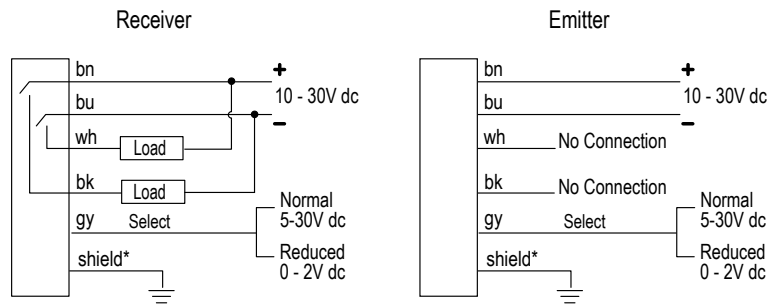 Receiver
bn
+
10 - 30V dc
bu
–
wh
Load
bk
Load
Normal
5-30V dc
gy
Select
Reduced
0 - 2V dc
shield*
Emitter
bn
+
10 - 30V dc
bu
–
wh
No Connection
bk
No Connection
Normal
5-30V dc
gy
Select
Reduced
0 - 2V dc
shield*